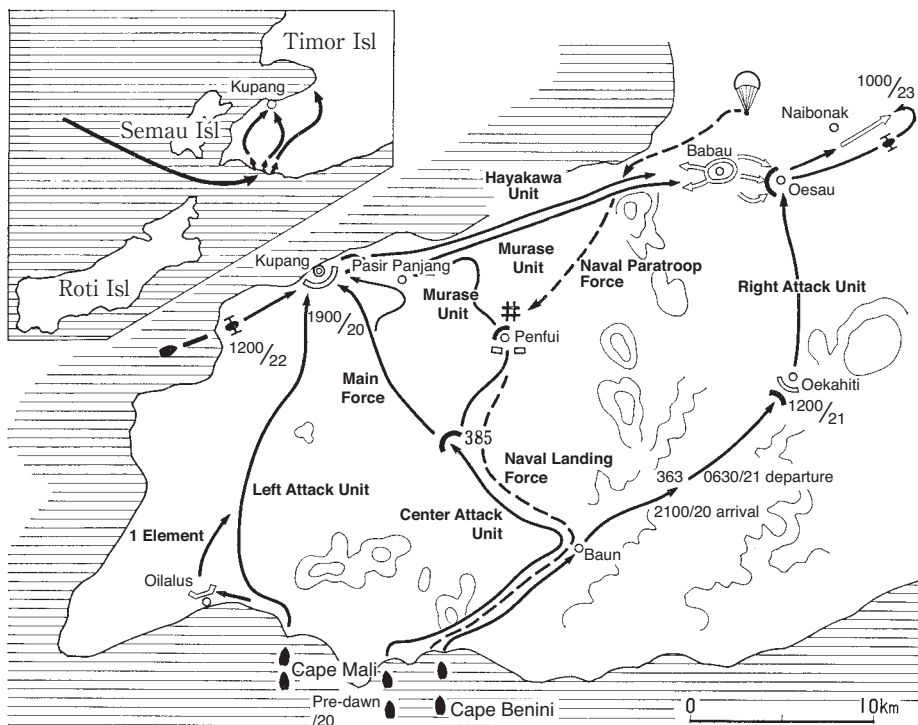 Timor Isl
Kupang
Semau Isl
Roti Isl
1000/23
Naibonak
Babau
Oesau
Hayakawa
Unit
Kupang
Pasir Panjang
Murase
Unit
Naval Paratroop
Force
Murase
Unit
Right Attack Unit
1900/20
1200/22
Penfui
Main
Force
Oekahiti
1200/21
385
Naval Landing
Force
363 0630/21 departure
Left Attack Unit
Center Attack
Unit
2100/20 arrival
1 Element
Baun
Oilalus
Cape Mali
Pre-dawn
/20
Cape Benini
0 10km